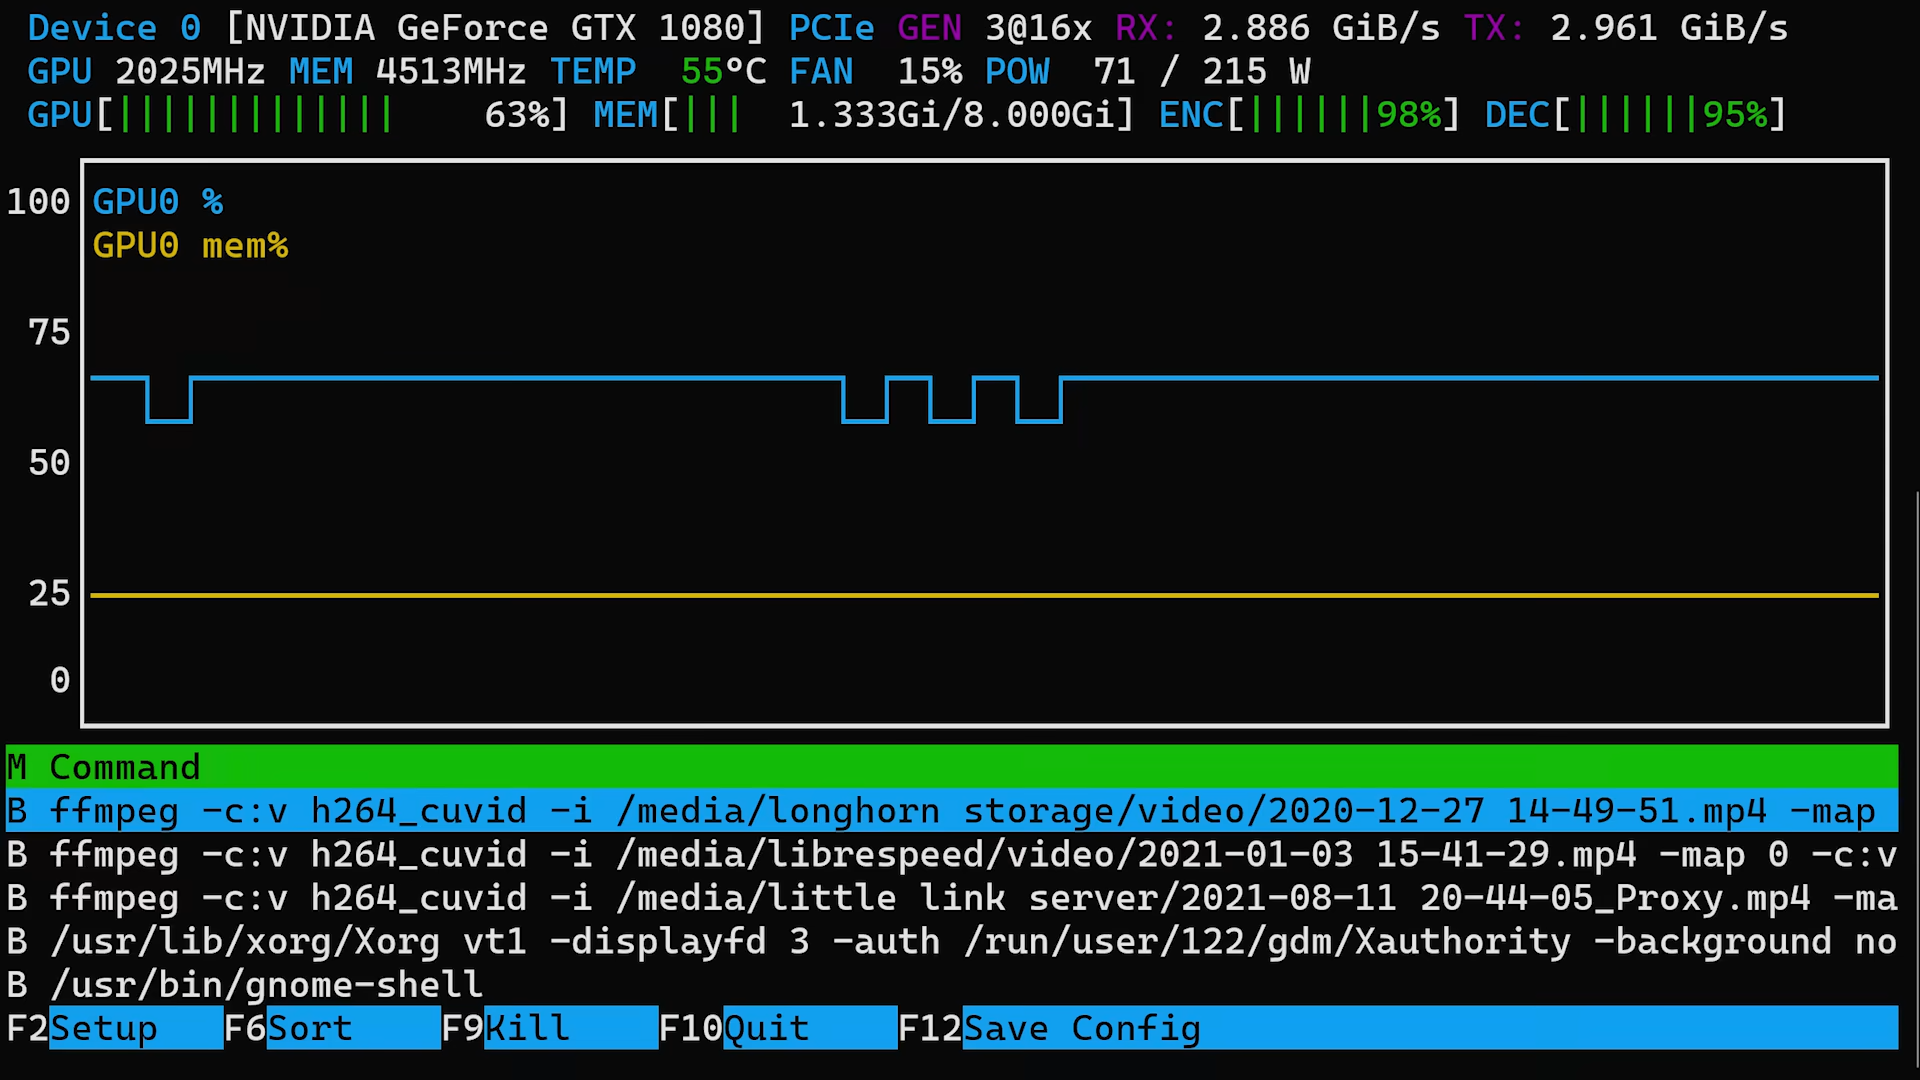 Device 0 [NVIDIA GeForce GTX 1080] PCIe GEN 3@16x RX: 2.886 GiB/s TX: 2.961 GiB/s
GPU 2025MHz MEM 4513MHz TEMP 55°C FAN 15% POW 71 / 215 W
GPU[||||||||||||| 63%] MEM[||| 1.333Gi/8.000Gi] ENC[||||||98%] DEC[||||||95%]
100
GPU0 %
GPU0 mem%
75
50
25
0
M Command
B ffmpeg -c:v h264_cuvid -i /media/longhorn storage/video/2020-12-27 14-49-51.mp4 -map
B ffmpeg -c:v h264_cuvid -i /media/librespeed/video/2021-01-03 15-41-29.mp4 -map 0 -c:v
B ffmpeg -c:v h264_cuvid -i /media/little link server/2021-08-11 20-44-05_Proxy.mp4 -ma
B /usr/lib/xorg/Xorg vt1 -displayfd 3 -auth /run/user/122/gdm/Xauthority -background no
B /usr/bin/gnome-shell
F2Setup F6Sort F9Kill F10Quit F12Save Config